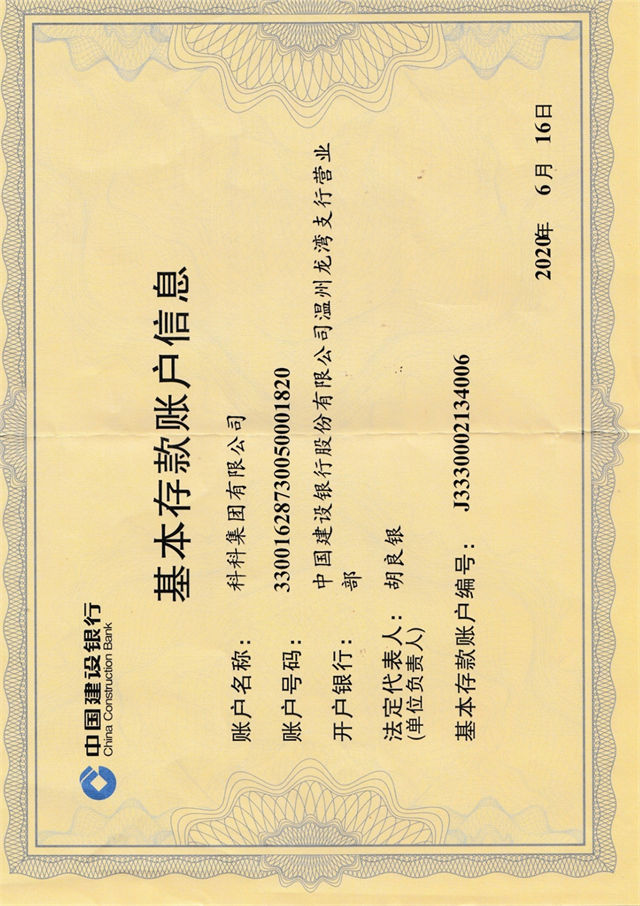 中国建设银行
China Construction Bank
基本存款账户信息
账户名称： 科科集团有限公司
账户号码： 33001628730050001820
开户银行： 中国建设银行股份有限公司温州龙湾支行营业
部
法定代表人： 胡良银
(单位负责人)
基本存款账户编号： J3330002134006
2020年 6 月 16日